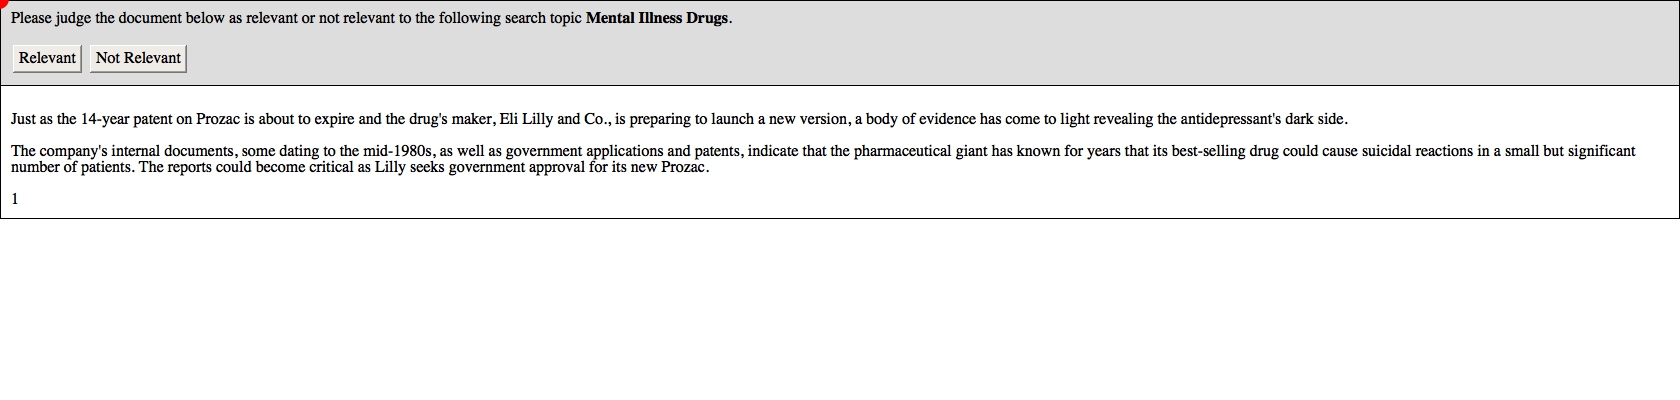 Please judge the document below as relevant or not relevant to the following search topic Mental Illness Drugs.
Relevant Not Relevant
Just as the 14-year patent on Prozac is about to expire and the drug's maker, Eli Lilly and Co., is preparing to launch a new version, a body of evidence has come to light revealing the antidepressant's dark side.
The company's internal documents, some dating to the mid-1980s, as well as government applications and patents, indicate that the pharmaceutical giant has known for years that its best-selling drug could cause suicidal reactions in a small but significant
number of patients. The reports could become critical as Lilly seeks government approval for its new Prozac.
1